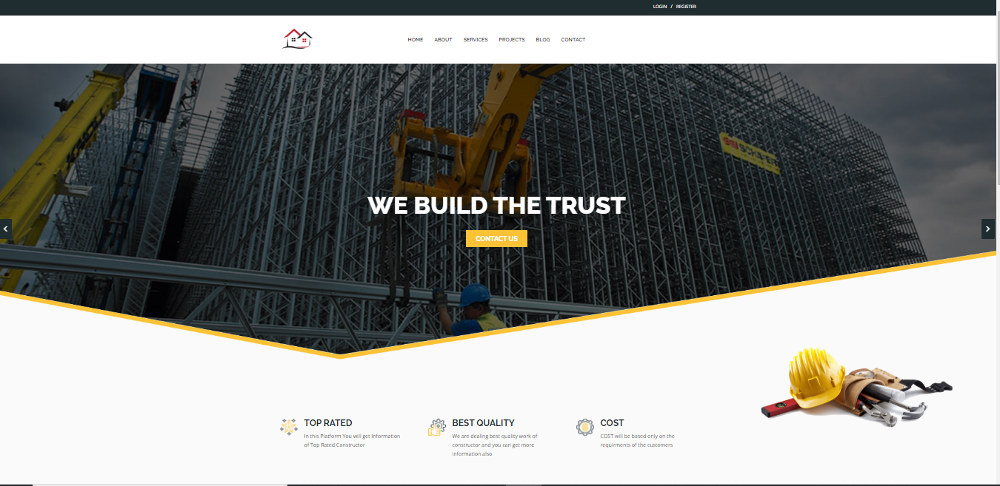 LOGIN / REGISTER
HOME ABOUT SERVICES PROJECTS BLOG CONTACT
SCHÄFER
WE BUILD THE TRUST
CONTACT US
TOP RATED
In this Platform You will get Information
of Top Rated Constructor
BEST QUALITY
We are dealing best quality work of
constructor and you can get more
information also
COST
COST will be based only on the
requirments of the customers